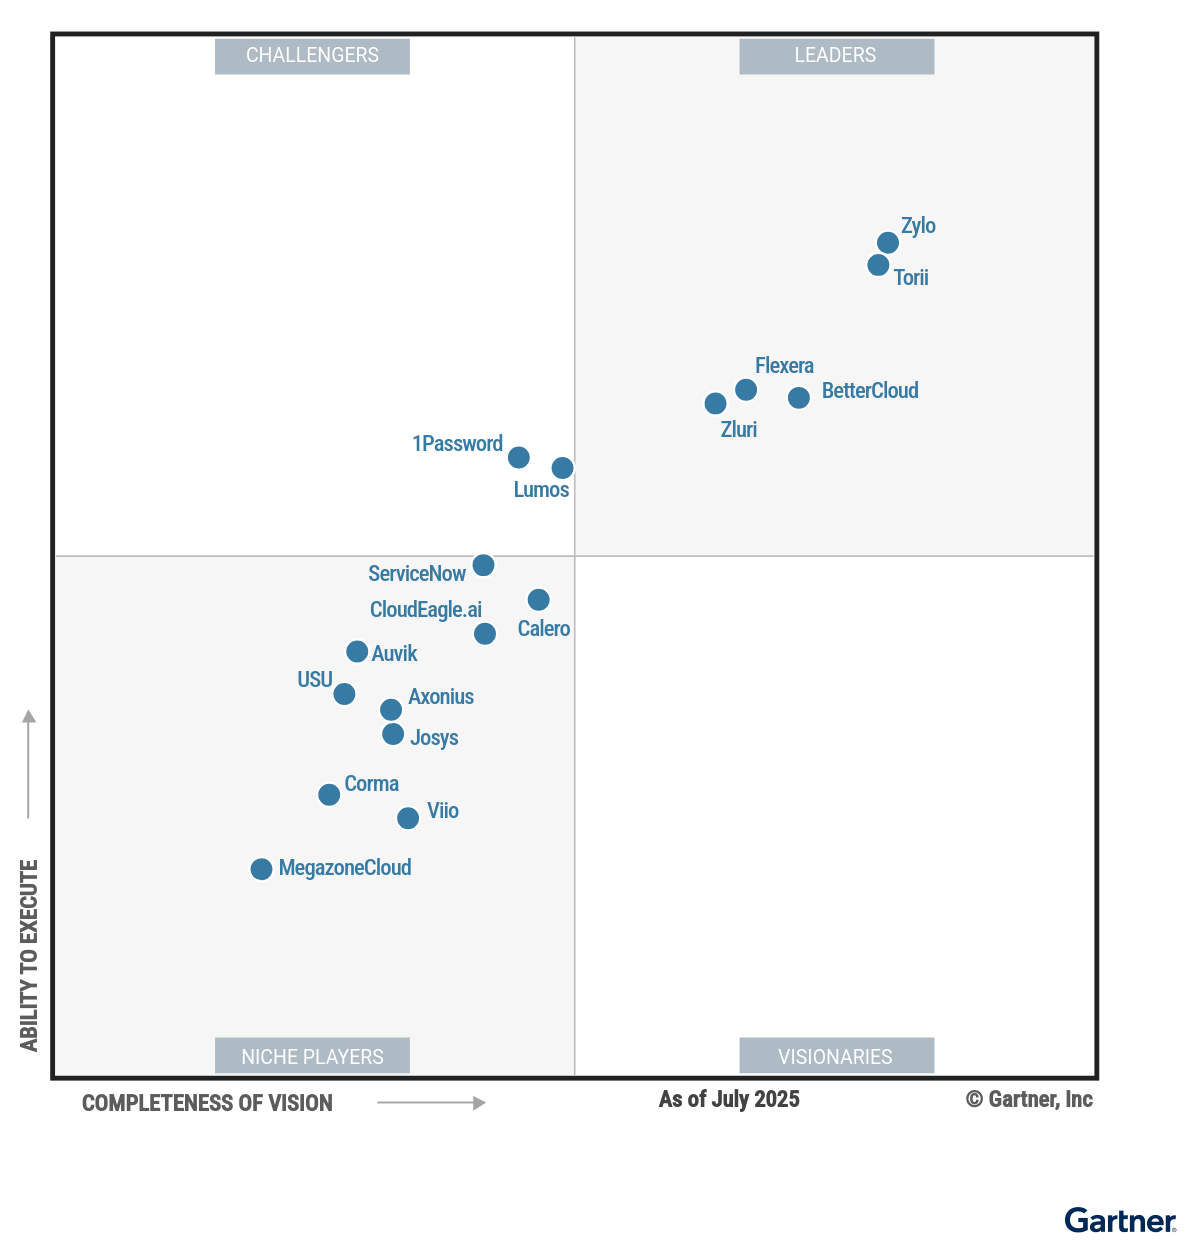 CHALLENGERS
LEADERS
Zylo
Torii
Flexera
BetterCloud
Zluri
1Password
Lumos
ServiceNow
CloudEagle.ai
Calero
Auvik
USU
Axonius
Josys
Corma
Viio
MegazoneCloud
ABILITY TO EXECUTE
NICHE PLAYERS
VISIONARIES
COMPLETENESS OF VISION
As of July 2025
© Gartner, Inc
Gartner®